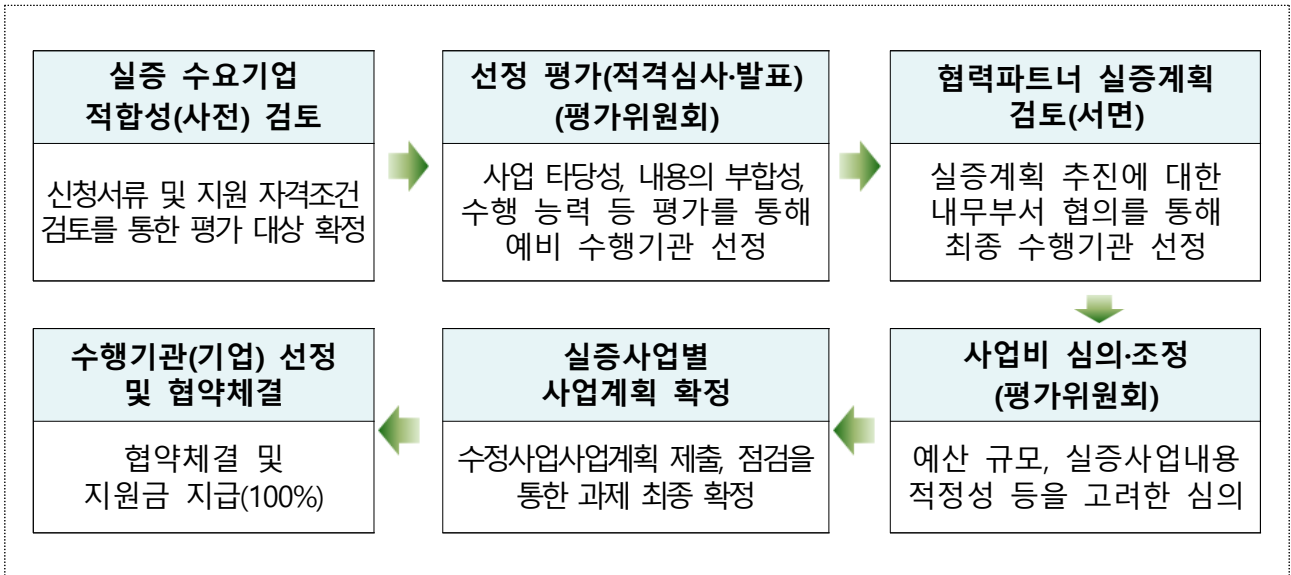 실증 수요기업
적합성(사전) 검토
신청서류 및 지원 자격조건
검토를 통한 평가 대상 확정
선정 평가(적격심사·발표)
(평가위원회)
사업 타당성, 내용의 부합성,
수행 능력 등 평가를 통해
예비 수행기관 선정
협력파트너 실증계획
검토(서면)
실증계획 추진에 대한
내무부서 협의를 통해
최종 수행기관 선정
사업비 심의·조정
(평가위원회)
예산 규모, 실증사업내용
적정성 등을 고려한 심의
실증사업별
사업계획 확정
수정사업사업계획 제출, 점검을
통한 과제 최종 확정
수행기관(기업) 선정
및 협약체결
협약체결 및
지원금 지급(100%)